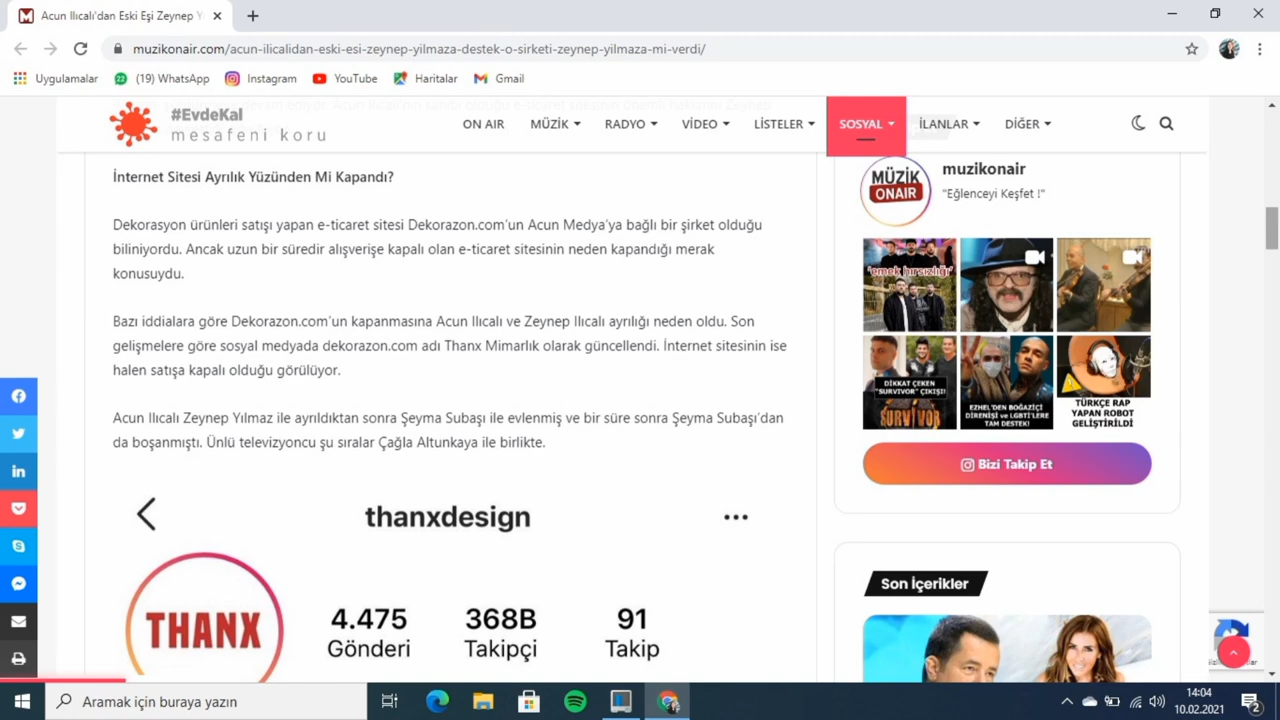 Acun Ilıcalı'dan Eski Eşi Zeynep Y
muzikonair.com/acun-ilicalidan-eski-esi-zeynep-yilmaza-destek-o-sirketi-zeynep-yilmaza-mi-verdi/
Uygulamalar
(19) WhatsApp
Instagram
YouTube
Haritalar
Gmail
#EvdeKal
mesafeni koru
ON AIR
MÜZİK
RADYO
VİDEO
LİSTELER
SOSYAL
İLANLAR
DİĞER
İnternet Sitesi Ayrılık Yüzünden Mi Kapandı?
Dekorasyon ürünleri satışı yapan e-ticaret sitesi Dekorazon.com'un Acun Medya'ya bağlı bir şirket olduğu
biliniyordu. Ancak uzun bir süredir alışverişe kapalı olan e-ticaret sitesinin neden kapandığı merak
konusuydu.
Bazı iddialara göre Dekorazon.com'un kapanmasına Acun Ilıcalı ve Zeynep Ilıcalı ayrılığı neden oldu. Son
gelişmelere göre sosyal medyada dekorazon.com adı Thanx Mimarlık olarak güncellendi. İnternet sitesinin ise
halen satışa kapalı olduğu görülüyor.
Acun Ilıcalı Zeynep Yılmaz ile ayrıldıktan sonra Şeyma Subaşı ile evlenmiş ve bir süre sonra Şeyma Subaşı'dan
da boşanmıştı. Ünlü televizyoncu şu sıralar Çağla Altunkaya ile birlikte.
thanxdesign
THANX
4.475
368B
91
Gönderi
Takipçi
Takip
MÜZİK
ONAIR
muzikonair
"Eğlenceyi Keşfet !"
'emek hırsızlığı'
DİKKAT ÇEKEN
"SURVIVOR" ÇIKIŞI!
SURVIVOR
EZHEL'DEN BOĞAZİÇİ
DİRENİŞİ ve LGBTİ'LERE
TAM DESTEK!
TÜRKÇE RAP
YAPAN ROBOT
GELİŞTİRİLDİ
Bizi Takip Et
Son İçerikler
Aramak için buraya yazın
14:04
10.02.2021
2